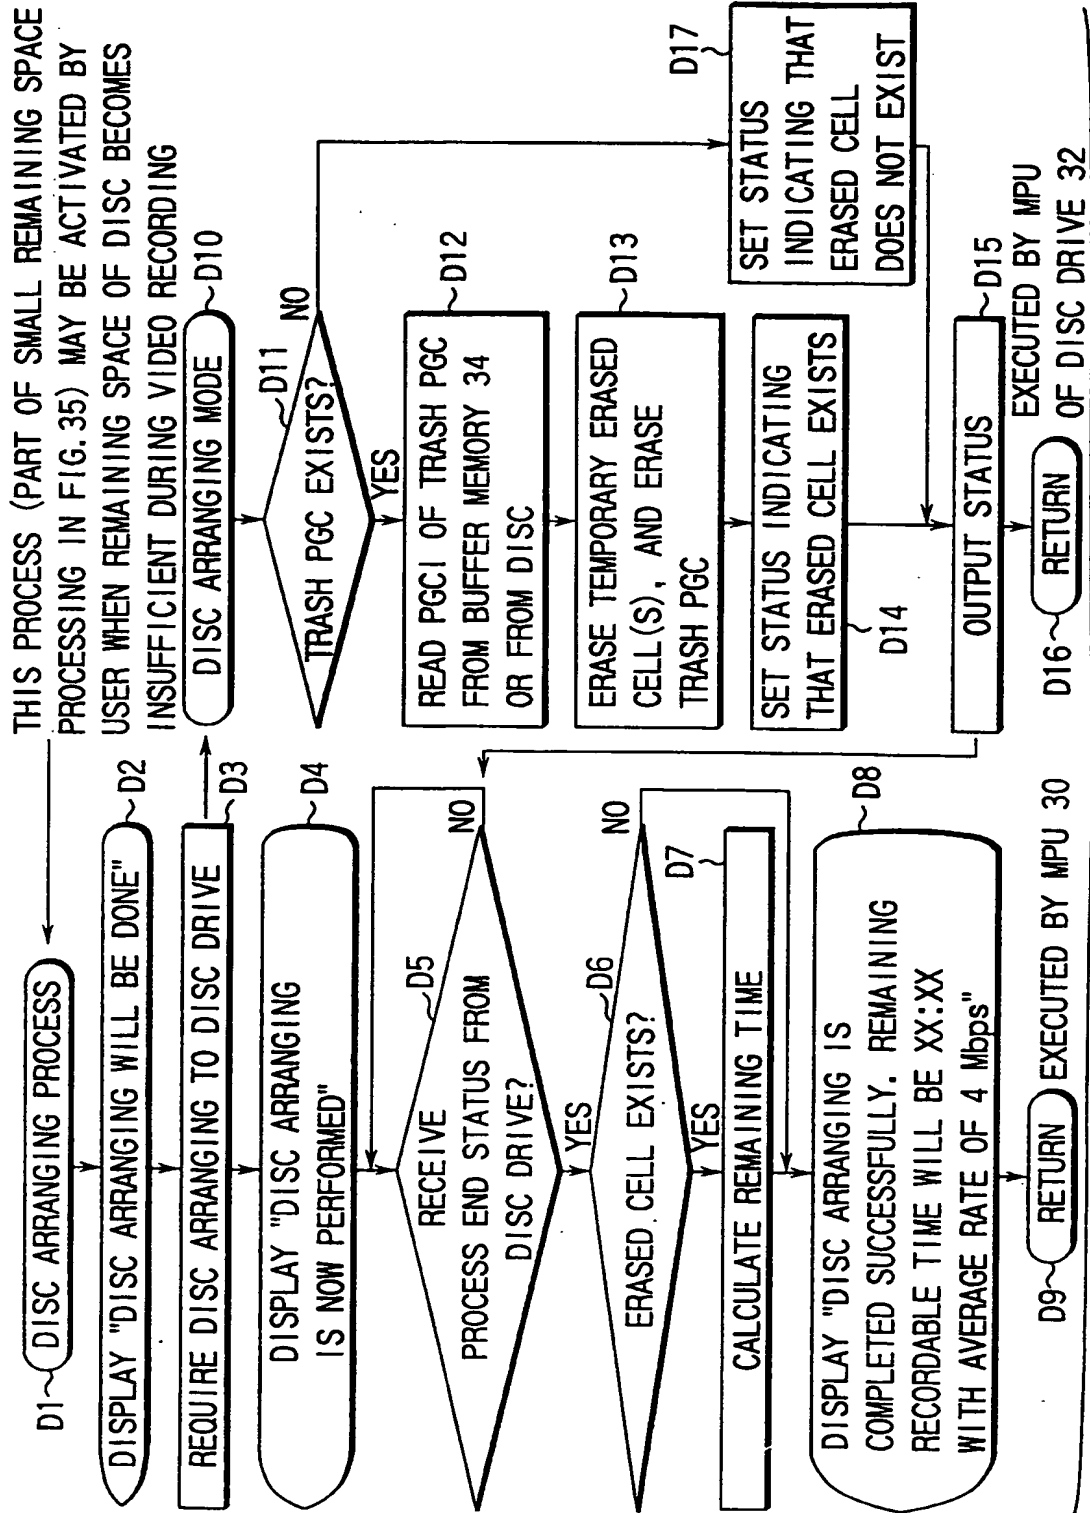 THIS PROCESS (PART OF SMALL REMAINING SPACE
PROCESSING IN FIG.35) MAY BE ACTIVATED BY
USER WHEN REMAINING SPACE OF DISC BECOMES
INSUFFICIENT DURING VIDEO RECORDING
D1
DISC ARRANGING PROCESS
DISPLAY "DISC ARRANGING WILL BE DONE"
D2
REQUIRE DISC ARRANGING TO DISC DRIVE
D3
DISPLAY "DISC ARRANGING
IS NOW PERFORMED"
D4
RECEIVE
PROCESS END STATUS FROM
DISC DRIVE?
D5
NO
YES
ERASED CELL EXISTS?
D6
NO
YES
CALCULATE REMAINING TIME
D7
DISPLAY "DISC ARRANGING IS
COMPLETED SUCCESSFULLY. REMAINING
RECORDABLE TIME WILL BE XX:XX
WITH AVERAGE RATE OF 4 Mbps"
D8
D9
RETURN
EXECUTED BY MPU 30
DISC ARRANGING MODE
D10
TRASH PGC EXISTS?
D11
NO
YES
READ PGCI OF TRASH PGC
FROM BUFFER MEMORY 34
OR FROM DISC
D12
ERASE TEMPORARY ERASED
CELL(S), AND ERASE
TRASH PGC
D13
SET STATUS INDICATING
THAT ERASED CELL EXISTS
D14
SET STATUS
INDICATING THAT
ERASED CELL
DOES NOT EXIST
D17
OUTPUT STATUS
D15
D16
RETURN
EXECUTED BY MPU
OF DISC DRIVE 32